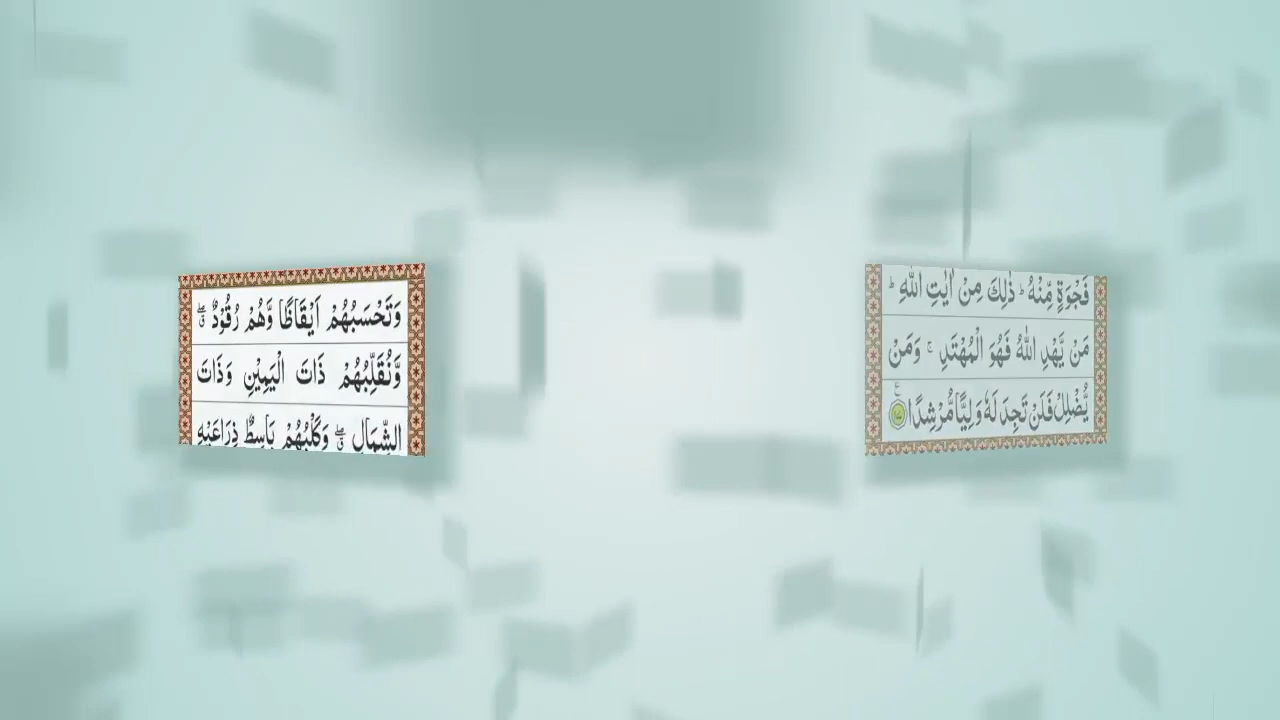 فَجْوَةٍ مِّنْهُ ؕ ذٰلِكَ مِنْ اٰيٰتِ اللّٰهِ ؕ
مَنْ يَّهْدِ اللّٰهُ فَهُوَ الْمُهْتَدِ ۚ وَمَنْ
يُّضْلِلْ فَلَنْ تَجِدَ لَهٗ وَلِيًّا مُّرْشِدًا
وَتَحْسَبُهُمْ اَيْقَاظًا وَّهُمْ رُقُوْدٌ ۖۗ
وَّنُقَلِّبُهُمْ ذَاتَ الْيَمِيْنِ وَذَاتَ
الشِّمَالِ ۖۗ وَكَلْبُهُمْ بَاسِطٌ ذِرَاعَيْهِ